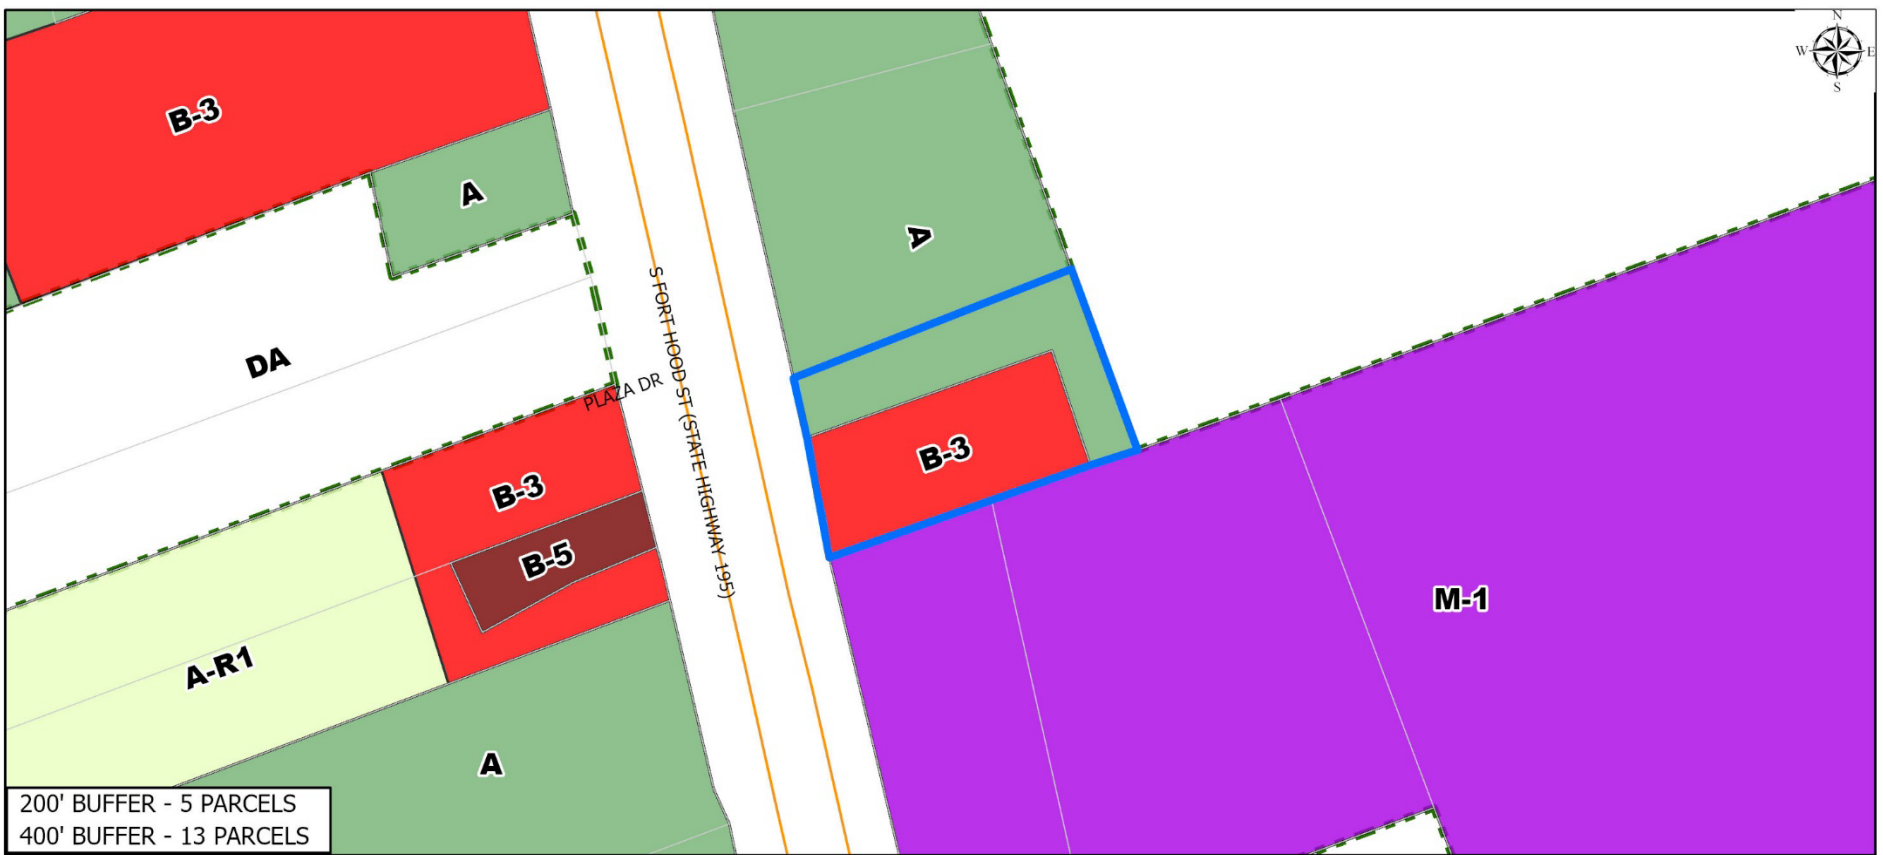 N
W E
S
B-3
A
A
DA
S FORT HOOD ST (STATE HIGHWAY 195)
PLAZA DR
B-3
B-3
B-5
M-1
A-R1
A
200' BUFFER - 5 PARCELS
400' BUFFER - 13 PARCELS